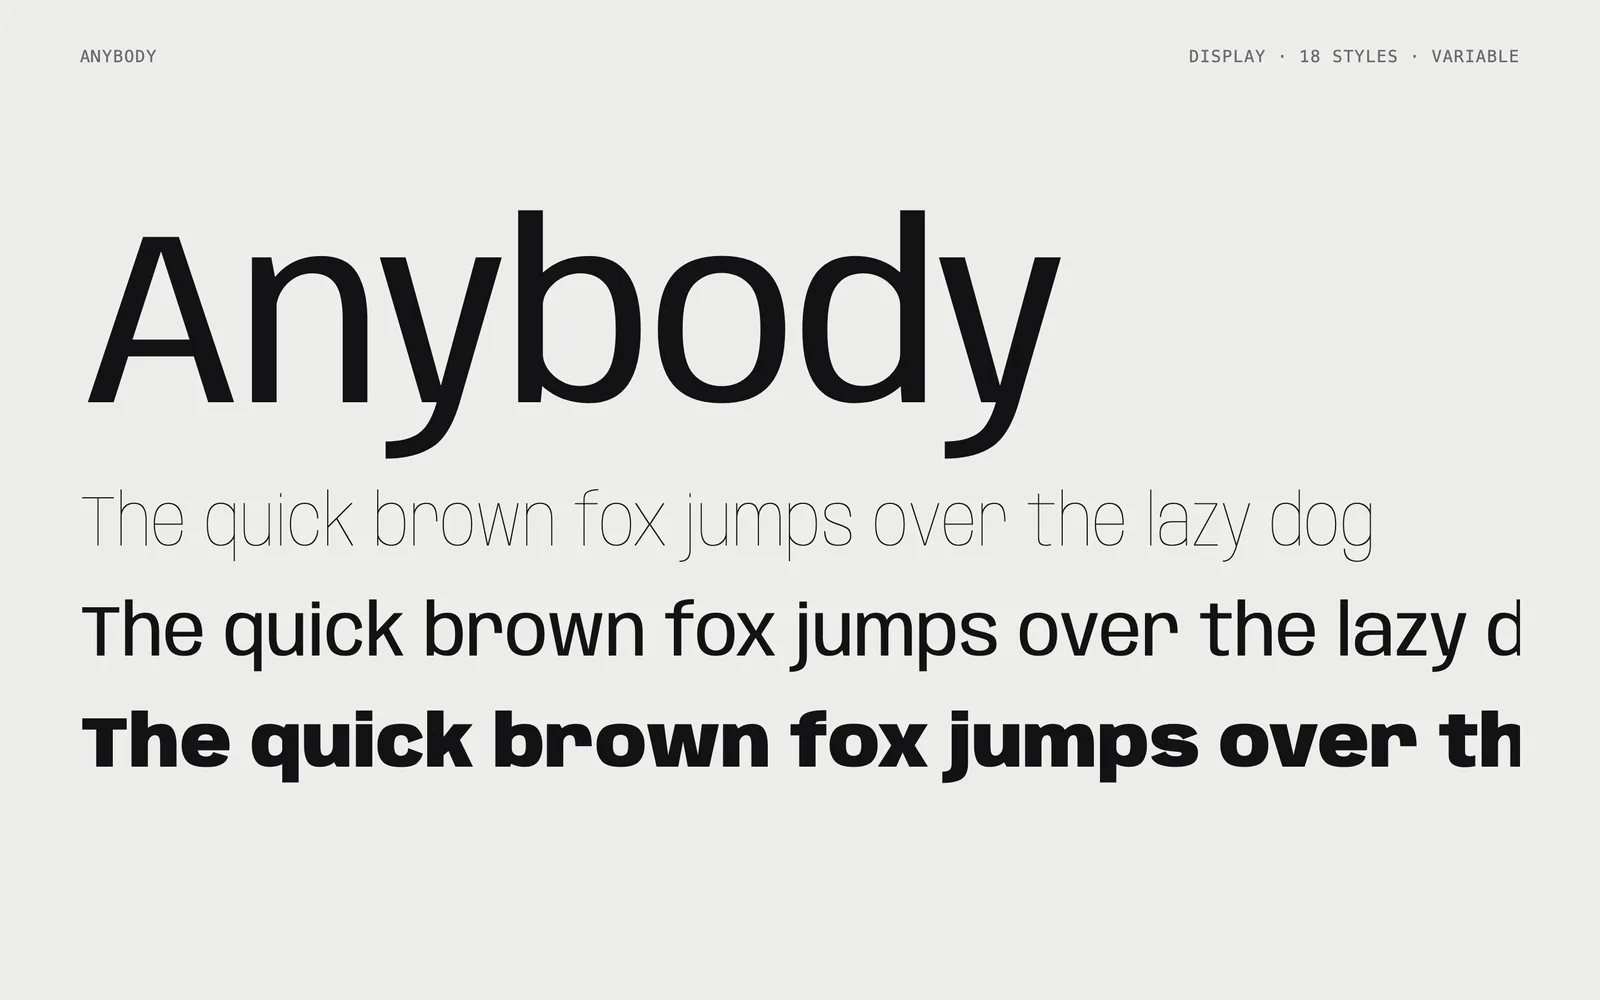 ANYBODY
DISPLAY · 18 STYLES · VARIABLE
Anybody
The quick brown fox jumps over the lazy dog
The quick brown fox jumps over the lazy d
The quick brown fox jumps over th